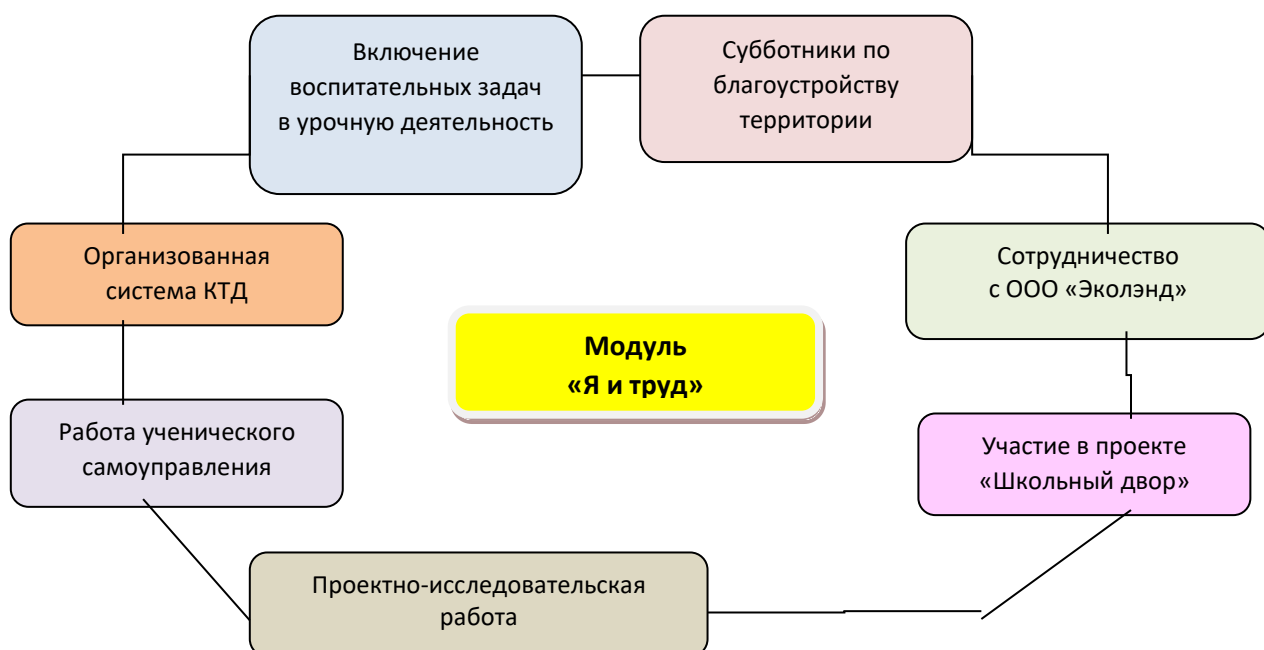 Включение
воспитательных задач
в урочную деятельность
Субботники по
благоустройству
территории
Организованная
система КТД
Сотрудничество
с ООО «Эколэнд»
Модуль
«Я и труд»
Работа ученического
самоуправления
Участие в проекте
«Школьный двор»
Проектно-исследовательская
работа